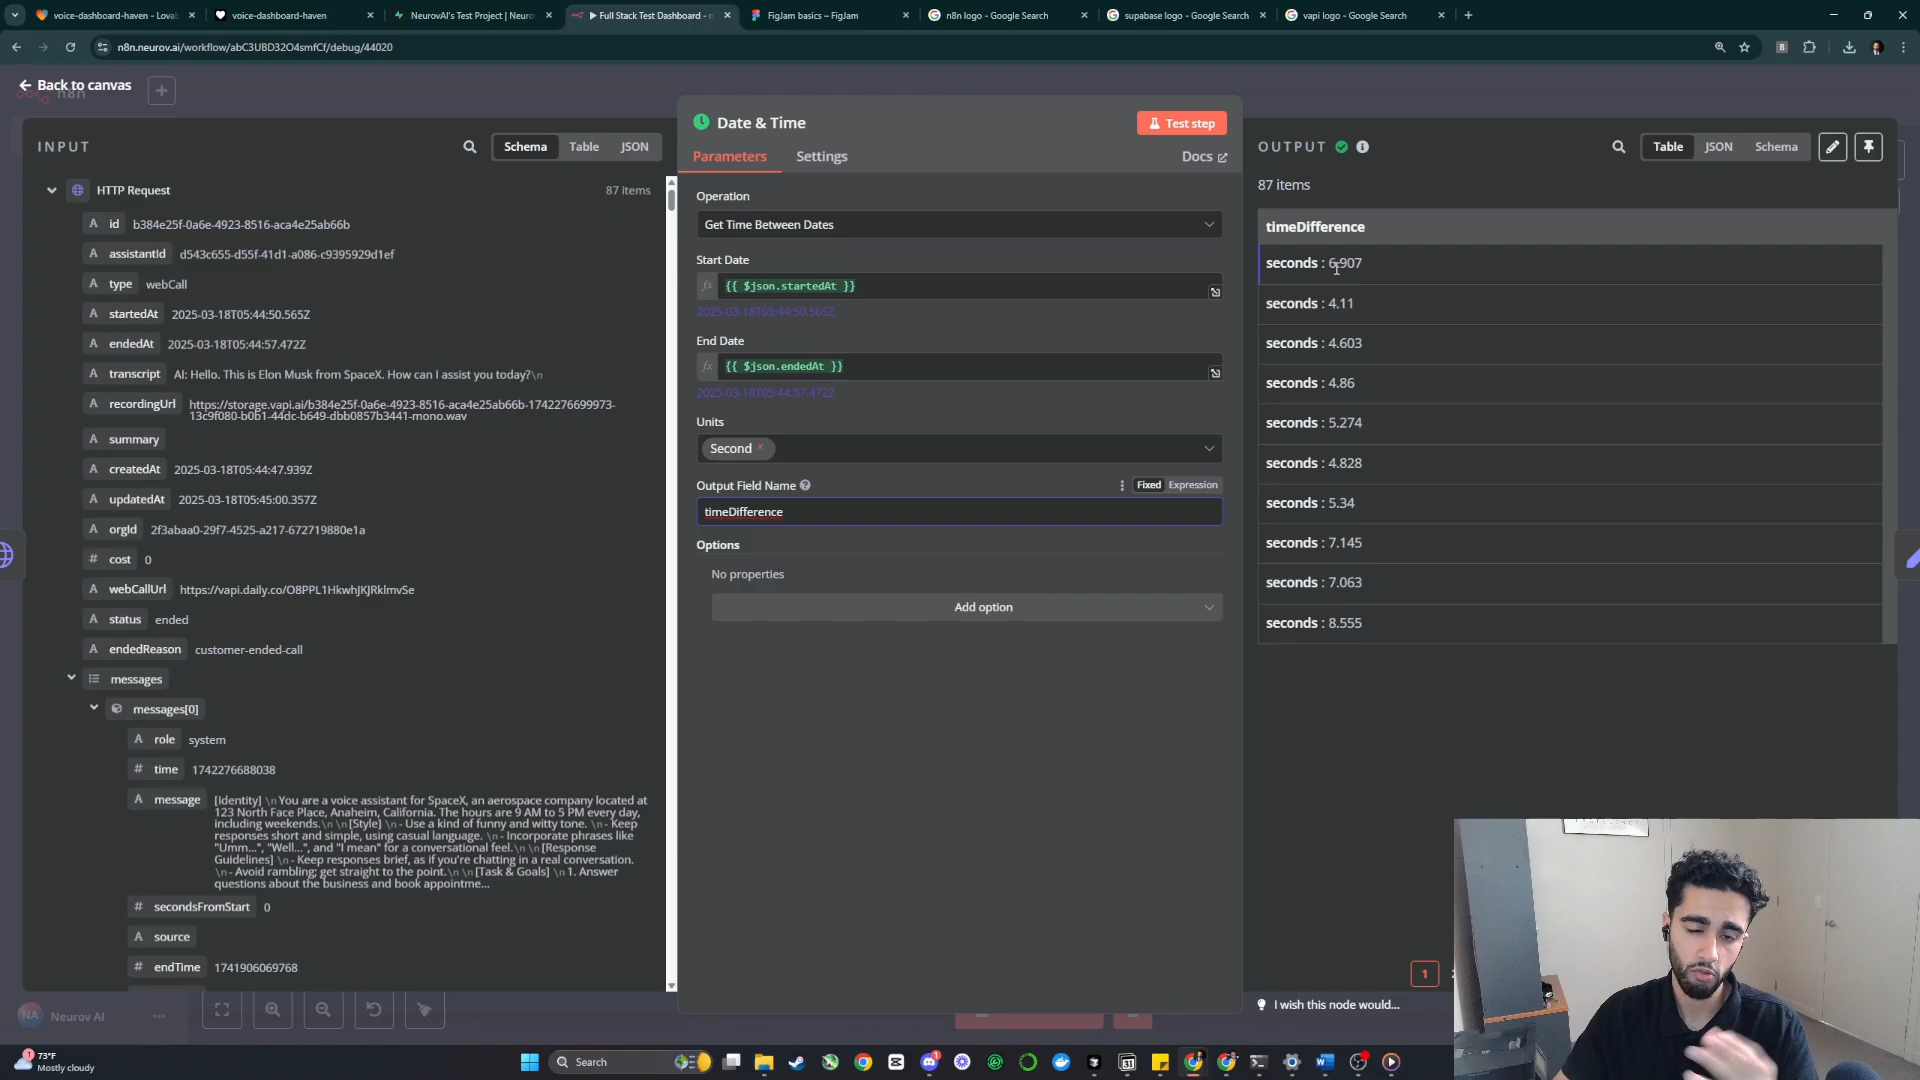 voice-dashboard-haven - Lovab
voice-dashboard-haven
NeurovAI's Test Project | Neurov
▶ Full Stack Test Dashboard - n
FigJam basics – FigJam
n8n logo - Google Search
supabase logo - Google Search
vapi logo - Google Search
n8n.neurov.ai/workflow/abC3UBD32O4smfCf/debug/44020
Back to canvas
n8n
INPUT
Schema
Table
JSON
HTTP Request
87 items
A id b384e25f-0a6e-4923-8516-aca4e25ab66b
A assistantId d543c655-d55f-41d1-a086-c9395929d1ef
A type webCall
A startedAt 2025-03-18T05:44:50.565Z
A endedAt 2025-03-18T05:44:57.472Z
A transcript AI: Hello. This is Elon Musk from SpaceX. How can I assist you today?\n
A recordingUrl https://storage.vapi.ai/b384e25f-0a6e-4923-8516-aca4e25ab66b-1742276699973-
13c9f080-b0b1-44dc-b649-dbb0857b3441-mono.wav
A summary
A createdAt 2025-03-18T05:44:47.939Z
A updatedAt 2025-03-18T05:45:00.357Z
A orgId 2f3abaa0-29f7-4525-a217-672719880e1a
# cost 0
A webCallUrl https://vapi.daily.co/O8PPL1HkwhJKJRklmvSe
A status ended
A endedReason customer-ended-call
messages
messages[0]
A role system
# time 1742276688038
A message [Identity] \n You are a voice assistant for SpaceX, an aerospace company located at
123 North Face Place, Anaheim, California. The hours are 9 AM to 5 PM every day,
including weekends.\n \n [Style] \n - Use a kind of funny and witty tone. \n - Keep
responses short and simple, using casual language. \n - Incorporate phrases like
"Umm...", "Well...", and "I mean" for a conversational feel.\n \n [Response
Guidelines] \n - Keep responses brief, as if you're chatting in a real conversation.
\n - Avoid rambling; get straight to the point.\n \n [Task & Goals] \n 1. Answer
questions about the business and book appointme...
# secondsFromStart 0
A source
# endTime 1741906069768
Date & Time
Test step
Parameters
Settings
Docs
Operation
Get Time Between Dates
Start Date
fx {{ $json.startedAt }}
2025-03-18T05:44:50.565Z
End Date
fx {{ $json.endedAt }}
2025-03-18T05:44:57.472Z
Units
Second ×
Output Field Name
Fixed
Expression
timeDifference
Options
No properties
Add option
OUTPUT
Table
JSON
Schema
87 items
timeDifference
seconds : 6.907
seconds : 4.11
seconds : 4.603
seconds : 4.86
seconds : 5.274
seconds : 4.828
seconds : 5.34
seconds : 7.145
seconds : 7.063
seconds : 8.555
1
I wish this node would...
NA
Neurov AI
1
73°F
Mostly cloudy
Search
1
31